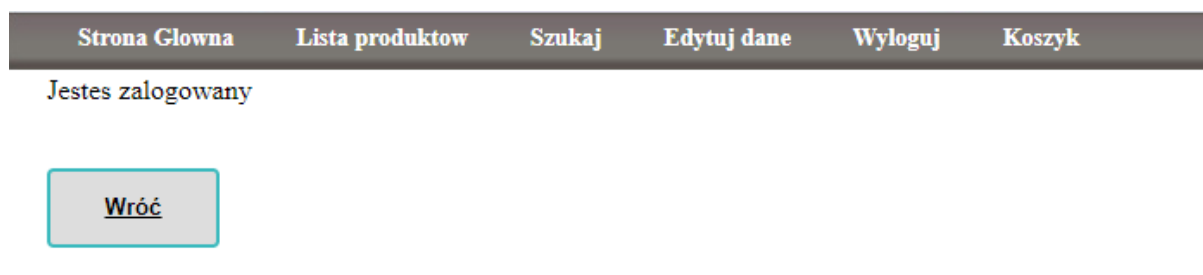 Strona Glowna Lista produktow Szukaj Edytuj dane Wyloguj Koszyk
Jestes zalogowany
Wróć